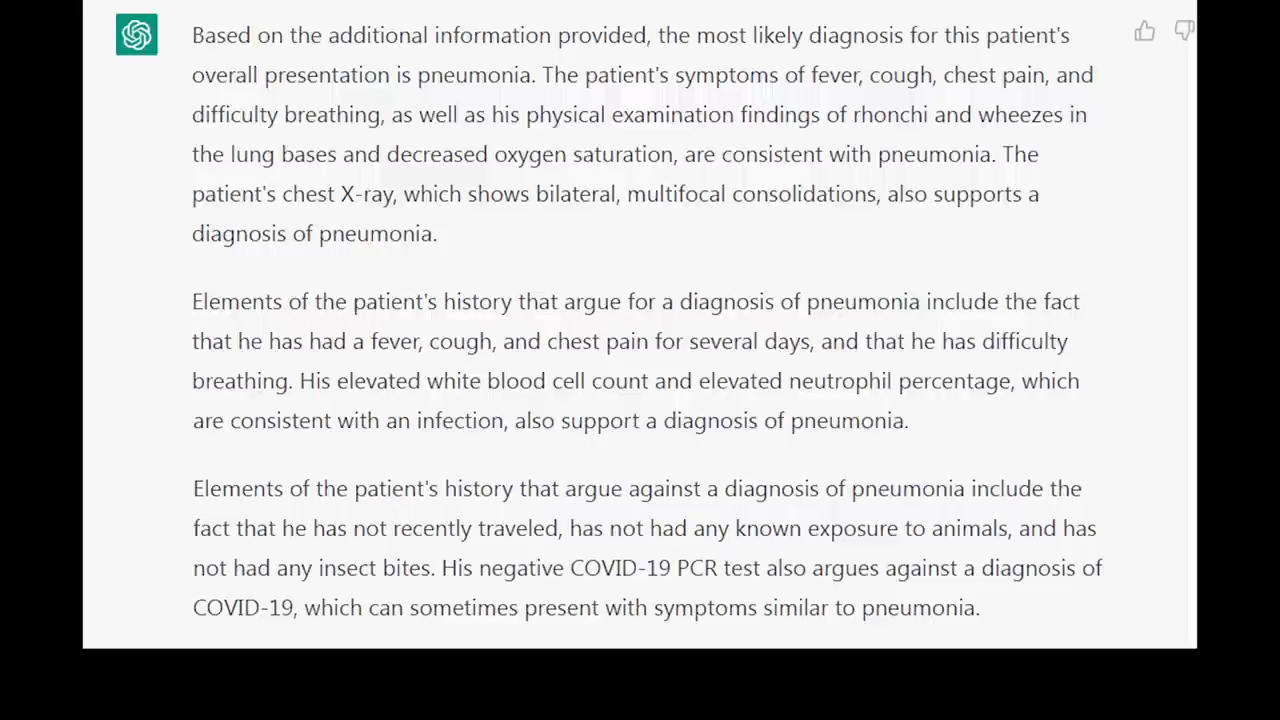 Based on the additional information provided, the most likely diagnosis for this patient's
overall presentation is pneumonia. The patient's symptoms of fever, cough, chest pain, and
difficulty breathing, as well as his physical examination findings of rhonchi and wheezes in
the lung bases and decreased oxygen saturation, are consistent with pneumonia. The
patient's chest X-ray, which shows bilateral, multifocal consolidations, also supports a
diagnosis of pneumonia.
Elements of the patient's history that argue for a diagnosis of pneumonia include the fact
that he has had a fever, cough, and chest pain for several days, and that he has difficulty
breathing. His elevated white blood cell count and elevated neutrophil percentage, which
are consistent with an infection, also support a diagnosis of pneumonia.
Elements of the patient's history that argue against a diagnosis of pneumonia include the
fact that he has not recently traveled, has not had any known exposure to animals, and has
not had any insect bites. His negative COVID-19 PCR test also argues against a diagnosis of
COVID-19, which can sometimes present with symptoms similar to pneumonia.